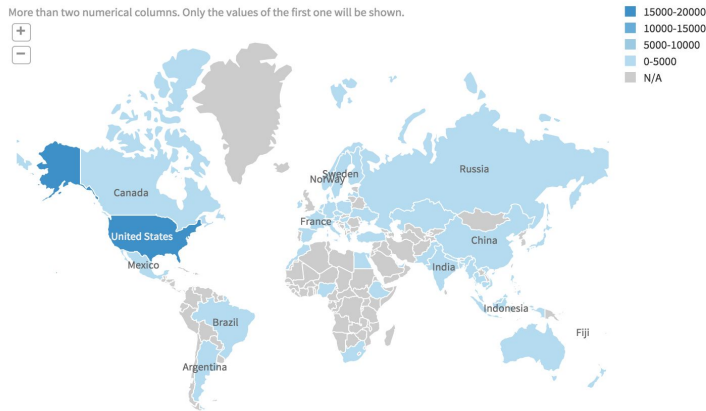 More than two numerical columns. Only the values of the first one will be shown.
+
−
15000-20000
10000-15000
5000-10000
0-5000
N/A
Canada
United States
Mexico
Brazil
Argentina
Sweden
Norway
France
Russia
China
India
Indonesia
Fiji